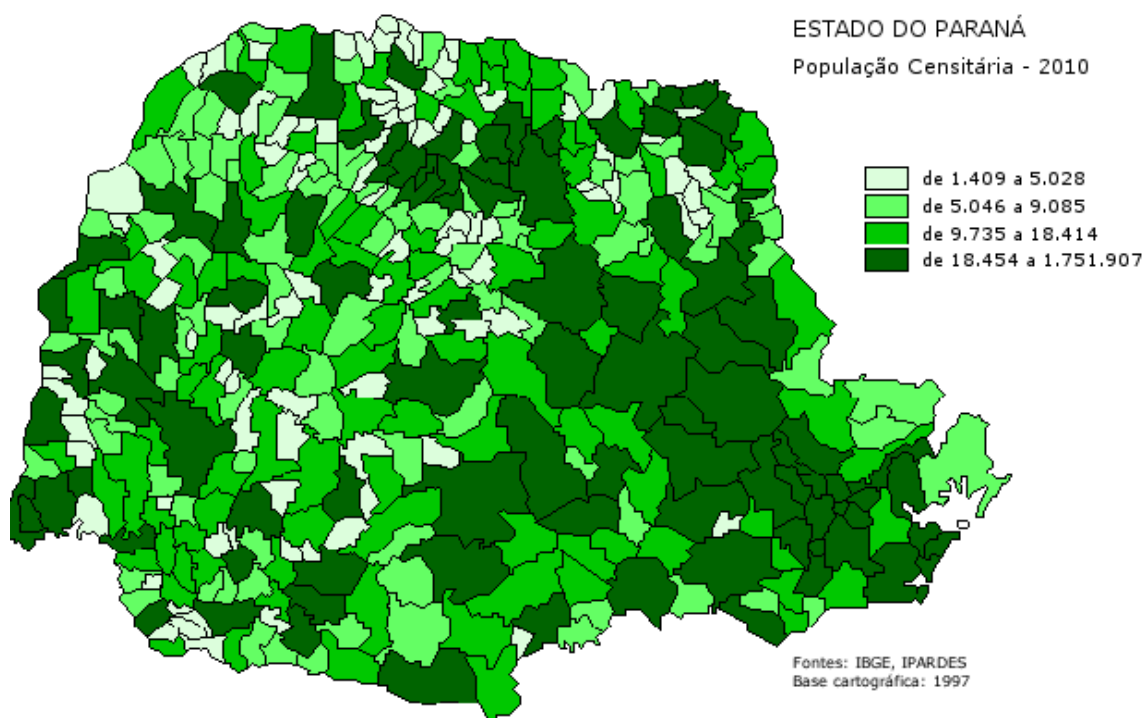 ESTADO DO PARANÁ
População Censitária - 2010
de 1.409 a 5.028
de 5.046 a 9.085
de 9.735 a 18.414
de 18.454 a 1.751.907
Fontes: IBGE, IPARDES
Base cartográfica: 1997